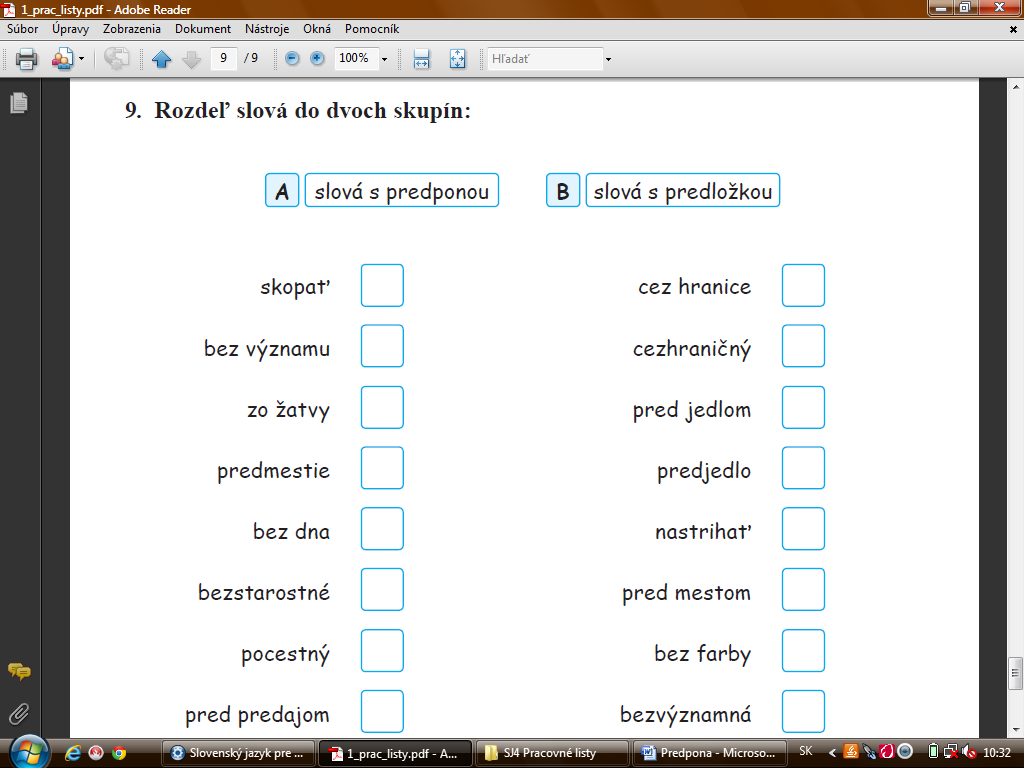 1_prac_listy.pdf - Adobe Reader
Súbor Úpravy Zobrazenia Dokument Nástroje Okná Pomocník
9 / 9 100% Hľadať
9. Rozdeľ slová do dvoch skupín:
A slová s predponou B slová s predložkou
skopať cez hranice
bez významu cezhraničný
zo žatvy pred jedlom
predmestie predjedlo
bez dna nastrihať
bezstarostné pred mestom
pocestný bez farby
pred predajom bezvýznamná
Slovenský jazyk pre ... 1_prac_listy.pdf - A... SJ4 Pracovné listy Predpona - Microso... SK 10:32